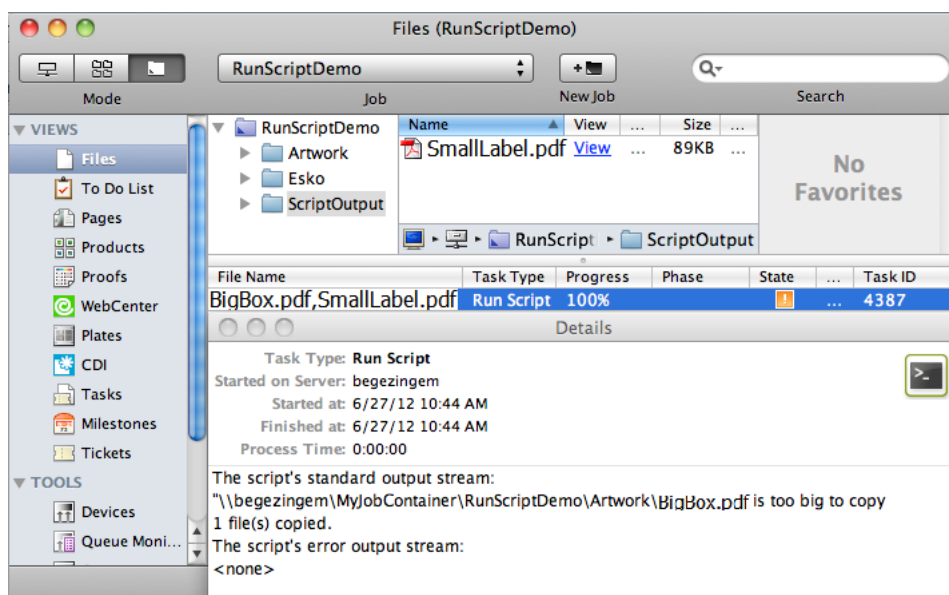 Files (RunScriptDemo)
RunScriptDemo
Mode
Job
New Job
Search
VIEWS
Files
To Do List
Pages
Products
Proofs
WebCenter
Plates
CDI
Tasks
Milestones
Tickets
TOOLS
Devices
Queue Moni...
RunScriptDemo
Artwork
Esko
ScriptOutput
Name View ... Size ...
SmallLabel.pdf View ... 89KB ...
RunScript ScriptOutput
No
Favorites
File Name Task Type Progress Phase State ... Task ID
BigBox.pdf,SmallLabel.pdf Run Script 100% ... 4387
Details
Task Type: Run Script
Started on Server: begezingem
Started at: 6/27/12 10:44 AM
Finished at: 6/27/12 10:44 AM
Process Time: 0:00:00
The script's standard output stream:
"\\begezingem\MyJobContainer\RunScriptDemo\Artwork\BigBox.pdf is too big to copy
1 file(s) copied.
The script's error output stream:
<none>